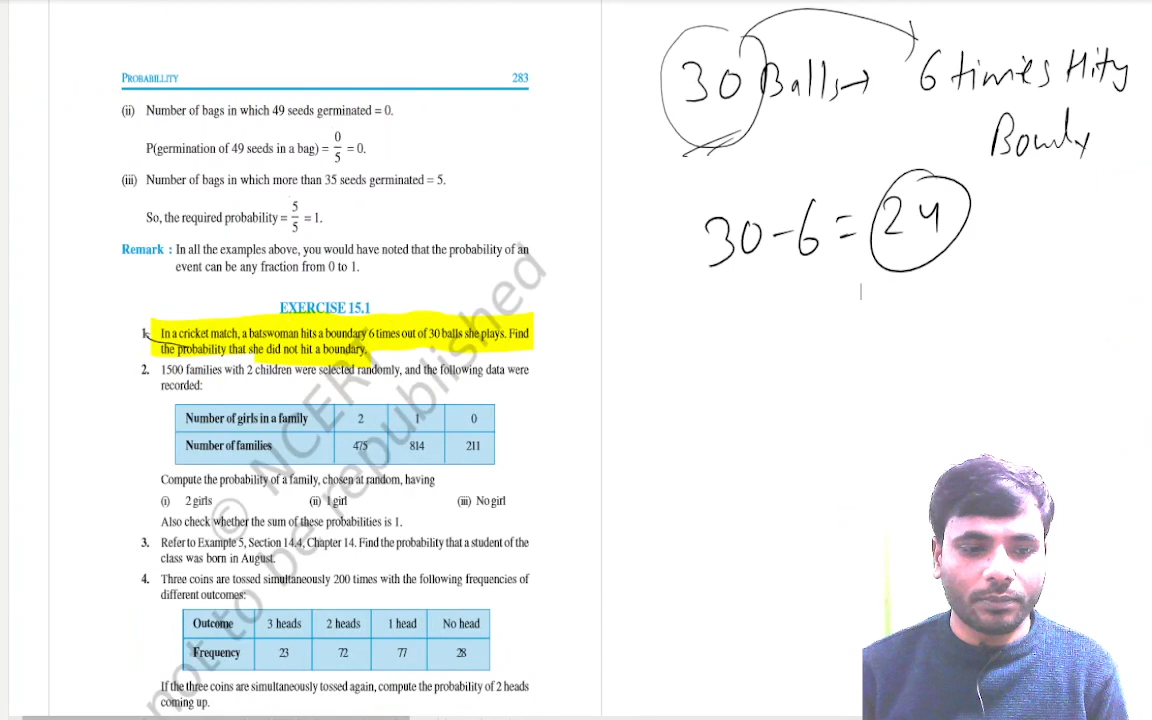 PROBABILITY 283
(ii) Number of bags in which 49 seeds germinated = 0.
P(germination of 49 seeds in a bag) = 0/5 = 0.
(iii) Number of bags in which more than 35 seeds germinated = 5.
So, the required probability = 5/5 = 1.
Remark : In all the examples above, you would have noted that the probability of an
event can be any fraction from 0 to 1.
EXERCISE 15.1
1. In a cricket match, a batswoman hits a boundary 6 times out of 30 balls she plays. Find
the probability that she did not hit a boundary.
2. 1500 families with 2 children were selected randomly, and the following data were
recorded:
Number of girls in a family 2 1 0
Number of families 475 814 211
Compute the probability of a family, chosen at random, having
(i) 2 girls (ii) 1 girl (iii) No girl
Also check whether the sum of these probabilities is 1.
3. Refer to Example 5, Section 14.4, Chapter 14. Find the probability that a student of the
class was born in August.
4. Three coins are tossed simultaneously 200 times with the following frequencies of
different outcomes:
Outcome 3 heads 2 heads 1 head No head
Frequency 23 72 77 28
If the three coins are simultaneously tossed again, compute the probability of 2 heads
coming up.
© NCERT
not to be republished
30 Balls → 6 times
30 - 6 = 24